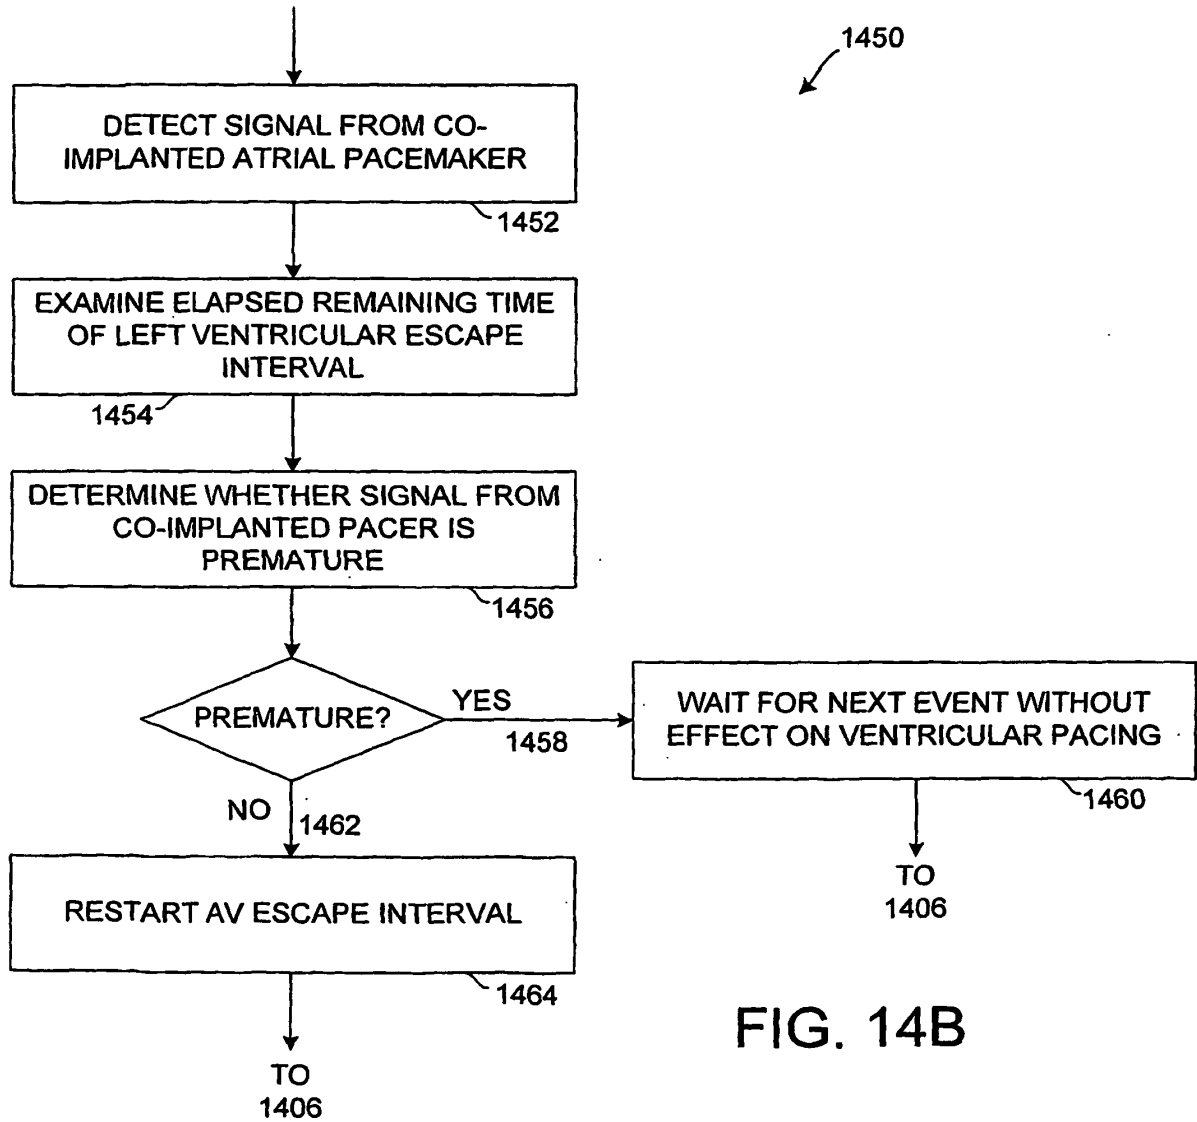 1450
DETECT SIGNAL FROM CO-
IMPLANTED ATRIAL PACEMAKER
1452
EXAMINE ELAPSED REMAINING TIME
OF LEFT VENTRICULAR ESCAPE
INTERVAL
1454
DETERMINE WHETHER SIGNAL FROM
CO-IMPLANTED PACER IS
PREMATURE
1456
PREMATURE?
YES
1458
WAIT FOR NEXT EVENT WITHOUT
EFFECT ON VENTRICULAR PACING
1460
TO
1406
NO
1462
RESTART AV ESCAPE INTERVAL
1464
TO
1406
FIG. 14B